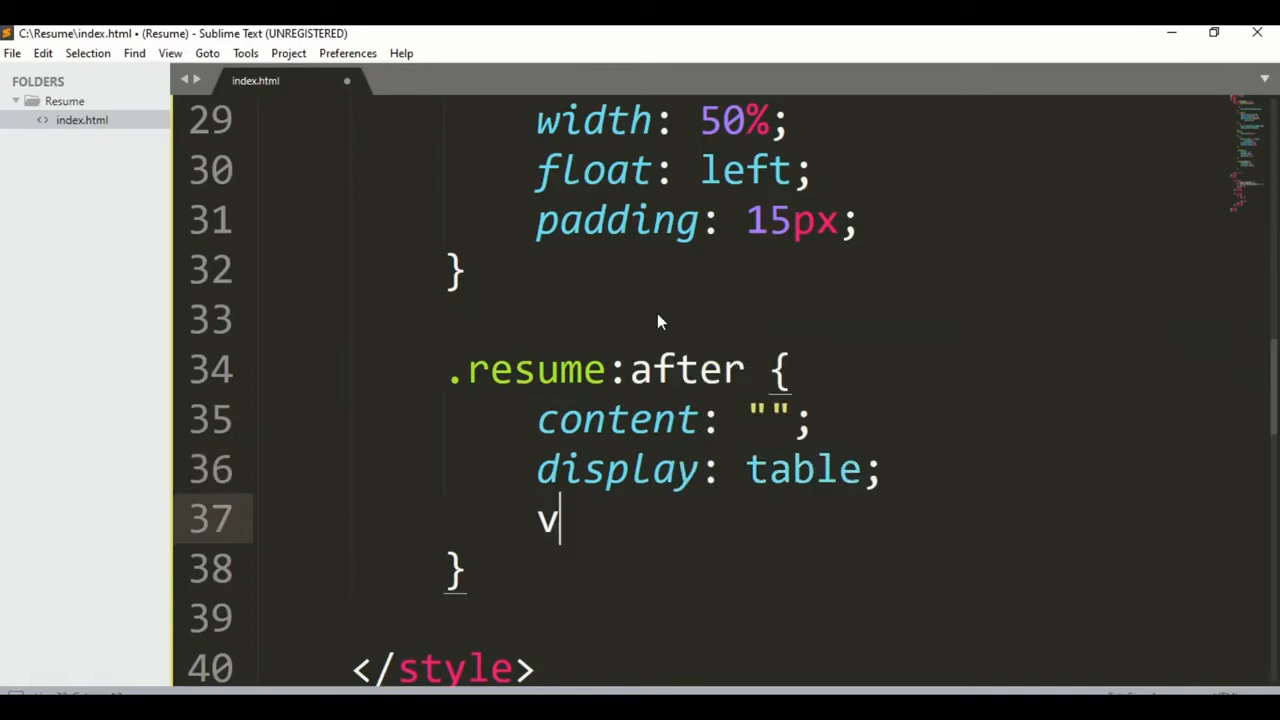 C:\Resume\index.html • (Resume) - Sublime Text (UNREGISTERED)
File Edit Selection Find View Goto Tools Project Preferences Help
FOLDERS
Resume
index.html
index.html
29 width: 50%;
30 float: left;
31 padding: 15px;
32 }
33
34 .resume:after {
35 content: "";
36 display: table;
37 v
38 }
39
40 </style>